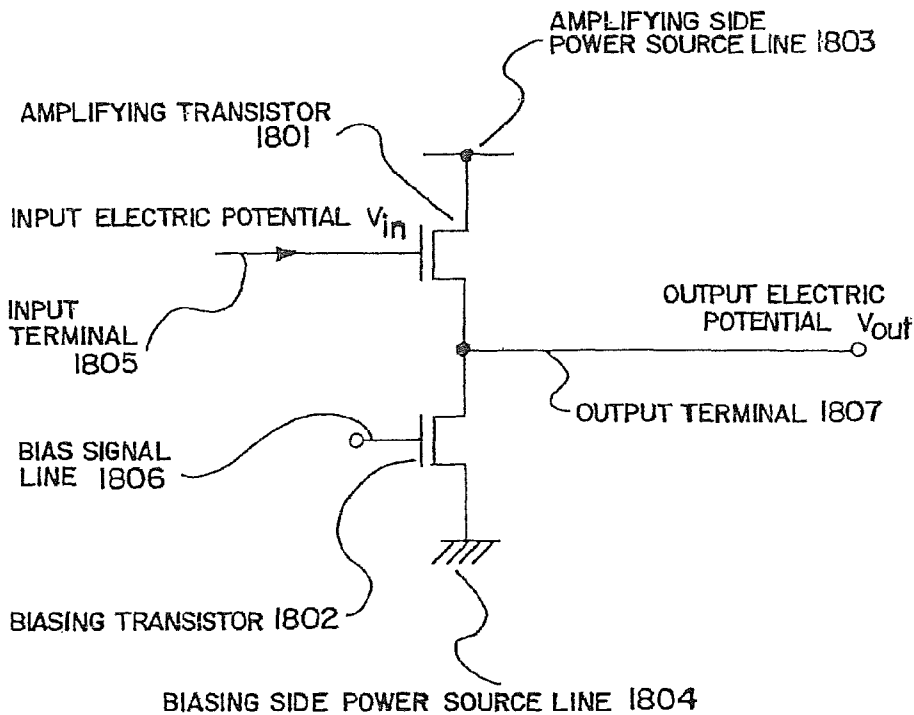 AMPLIFYING SIDE
POWER SOURCE LINE 1803
AMPLIFYING TRANSISTOR
1801
INPUT ELECTRIC POTENTIAL Vin
INPUT
TERMINAL
1805
OUTPUT ELECTRIC
POTENTIAL Vout
OUTPUT TERMINAL 1807
BIAS SIGNAL
LINE 1806
BIASING TRANSISTOR 1802
BIASING SIDE POWER SOURCE LINE 1804